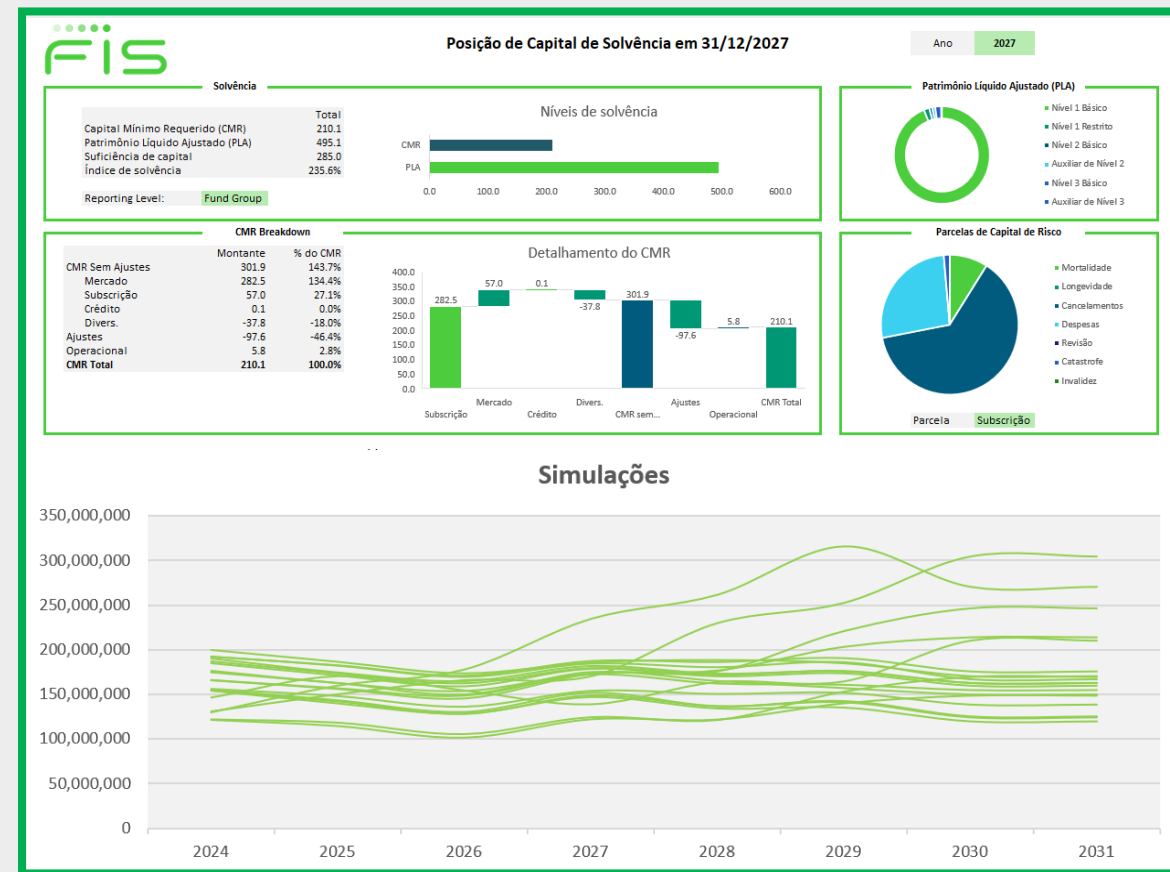 FIS
Posição de Capital de Solvência em 31/12/2027
Ano 2027
Solvência
Total
Capital Mínimo Requerido (CMR) 210.1
Patrimônio Líquido Ajustado (PLA) 495.1
Suficiência de capital 285.0
Índice de solvência 235.6%
Reporting Level: Fund Group
Níveis de solvência
CMR
PLA
0.0 100.0 200.0 300.0 400.0 500.0 600.0
Patrimônio Líquido Ajustado (PLA)
Nível 1 Básico
Nível 1 Restrito
Nível 2 Básico
Auxiliar de Nível 2
Nível 3 Básico
Auxiliar de Nível 3
CMR Breakdown
Montante % do CMR
CMR Sem Ajustes 301.9 143.7%
Mercado 282.5 134.4%
Subscrição 57.0 27.1%
Crédito 0.1 0.0%
Divers. -37.8 -18.0%
Ajustes -97.6 -46.4%
Operacional 5.8 2.8%
CMR Total 210.1 100.0%
Detalhamento do CMR
400.0
350.0
300.0
250.0
200.0
150.0
100.0
50.0
0.0
282.5 57.0 0.1 -37.8 301.9 -97.6 5.8 210.1
Mercado Divers. Ajustes CMR Total
Subscrição Crédito CMR sem... Operacional
Parcelas de Capital de Risco
Mortalidade
Longevidade
Cancelamentos
Despesas
Revisão
Catastrofe
Invalidez
Parcela Subscrição
Simulações
350,000,000
300,000,000
250,000,000
200,000,000
150,000,000
100,000,000
50,000,000
0
2024 2025 2026 2027 2028 2029 2030 2031